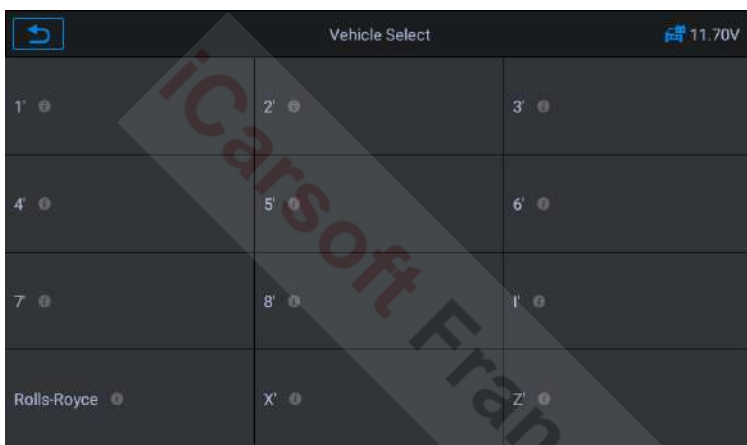 Vehicle Select 11.70V
1' 2' 3'
4' 5' 6'
7' 8' I'
Rolls-Royce X' Z'
iCarsoft Fran